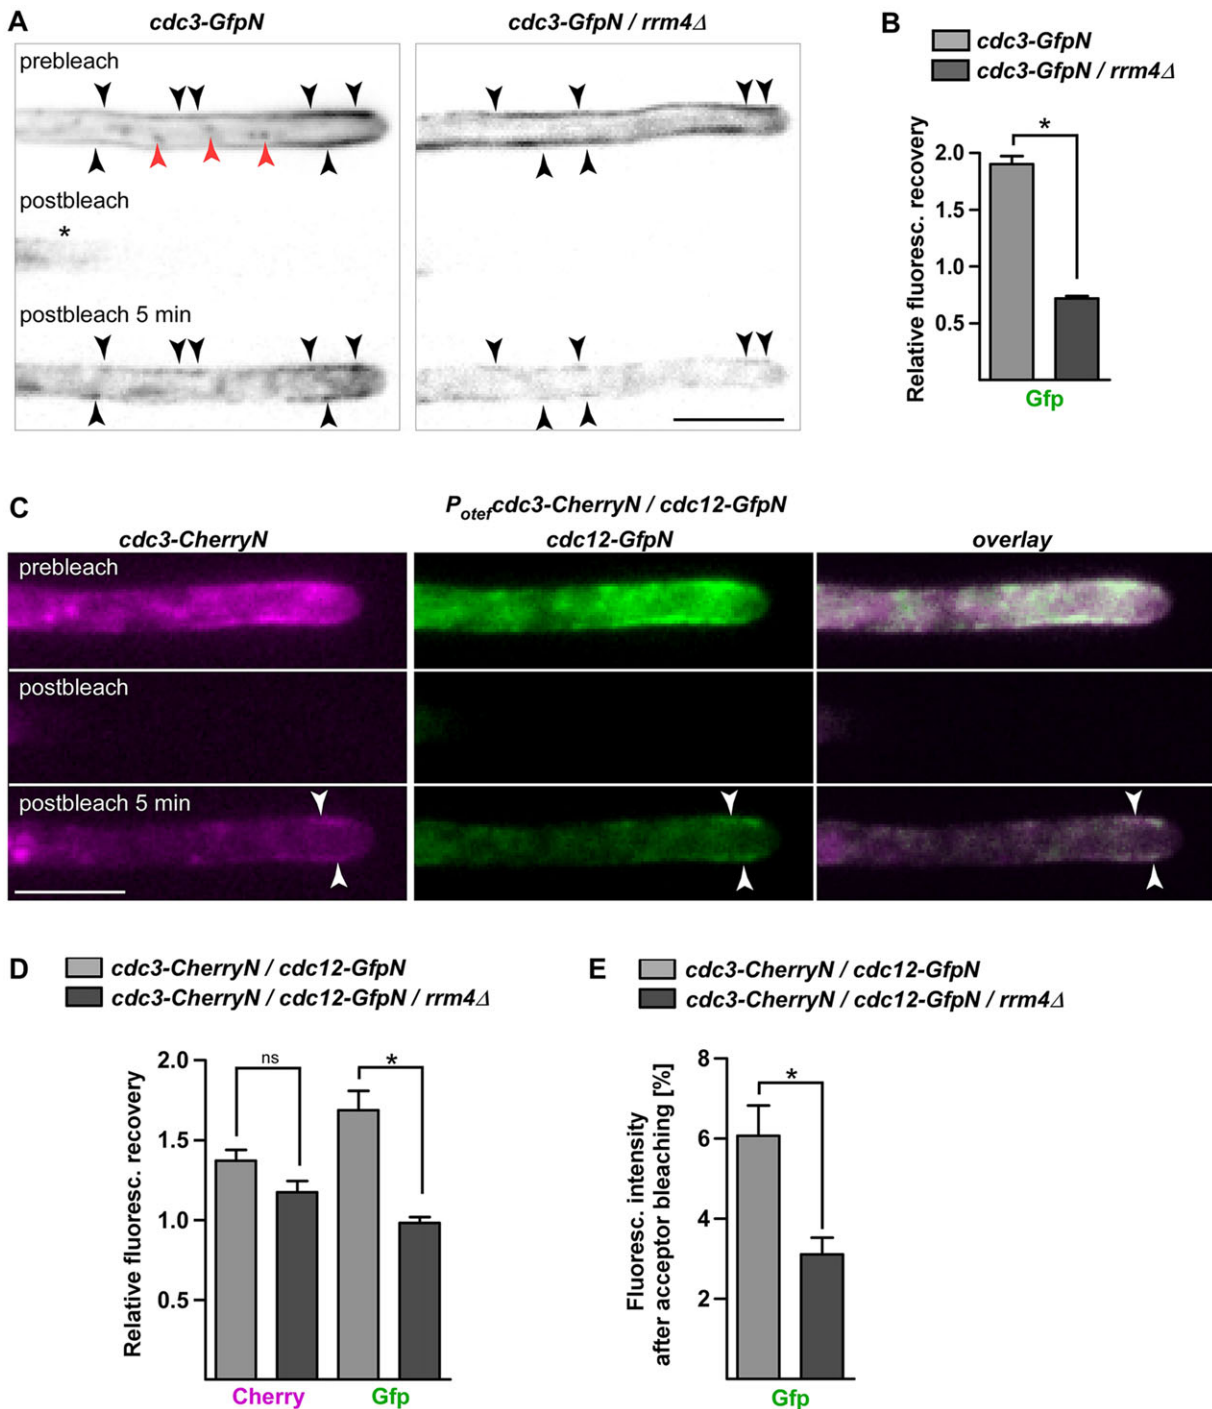 A
cdc3-GfpN
cdc3-GfpN / rrm4Δ
prebleach
postbleach
*
postbleach 5 min
B
cdc3-GfpN
cdc3-GfpN / rrm4Δ
Relative fluoresc. recovery
*
2.0
1.5
1.0
0.5
Gfp
C
Potefcdc3-CherryN / cdc12-GfpN
cdc3-CherryN
cdc12-GfpN
overlay
prebleach
postbleach
postbleach 5 min
D
cdc3-CherryN / cdc12-GfpN
cdc3-CherryN / cdc12-GfpN / rrm4Δ
Relative fluoresc. recovery
2.0
1.5
1.0
0.5
ns
*
Cherry
Gfp
E
cdc3-CherryN / cdc12-GfpN
cdc3-CherryN / cdc12-GfpN / rrm4Δ
Fluoresc. intensity
after acceptor bleaching [%]
8
6
4
2
*
Gfp